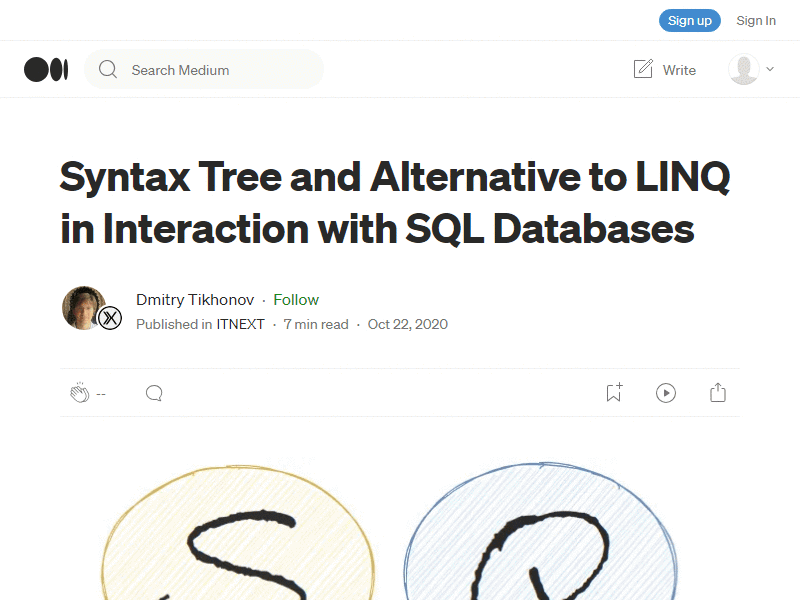 Sign up Sign In
Search Medium Write
Syntax Tree and Alternative to LINQ
in Interaction with SQL Databases
Dmitry Tikhonov · Follow
Published in ITNEXT · 7 min read · Oct 22, 2020
--